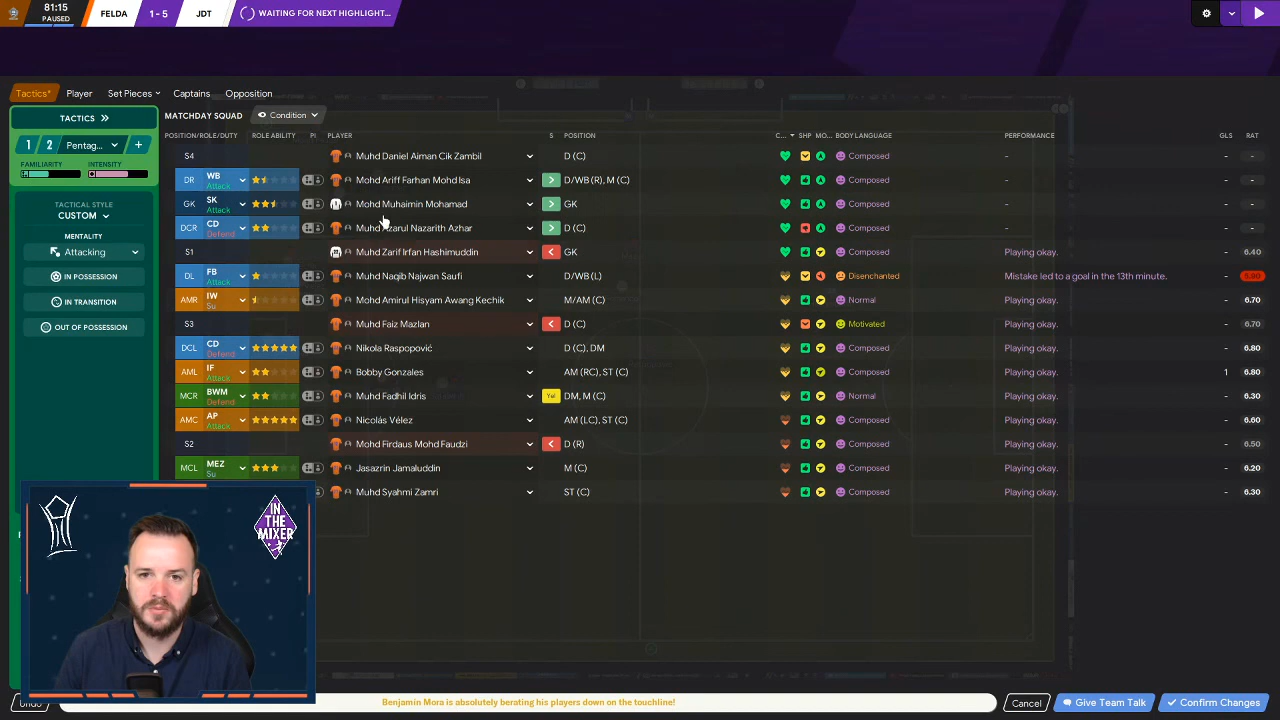 81:15
PAUSED
FELDA 1 - 5 JDT WAITING FOR NEXT HIGHLIGHT...
Tactics* Player Set Pieces Captains Opposition
TACTICS
1 2 Pentag...
FAMILIARITY INTENSITY
TACTICAL STYLE
CUSTOM
MENTALITY
Attacking
IN POSSESSION
IN TRANSITION
OUT OF POSSESSION
MATCHDAY SQUAD Condition
POSITION/ROLE/DUTY ROLE ABILITY PI PLAYER S POSITION C... SHP MO... BODY LANGUAGE PERFORMANCE GLS RAT
S4 Muhd Daniel Aiman Cik Zambil D (C) Composed - - -
DR WB Attack Mohd Ariff Farhan Mohd Isa D/WB (R), M (C) Composed - - -
GK SK Attack Mohd Muhaimin Mohamad GK Composed - - -
DCR CD Defend Muhd Azarul Nazarith Azhar D (C) Composed - - -
S1 Muhd Zarif Irfan Hashimuddin GK Composed Playing okay. - 6.40
DL FB Attack Muhd Naqib Najwan Saufi D/WB (L) Disenchanted Mistake led to a goal in the 13th minute. -
AMR IW Su Mohd Amirul Hisyam Awang Kechik M/AM (C) Normal Playing okay. - 6.70
S3 Muhd Faiz Mazlan D (C) Motivated Playing okay. - 6.70
DCL CD Defend Nikola Raspopović D (C), DM Composed Playing okay. - 6.80
AML IF Attack Bobby Gonzales AM (RC), ST (C) Composed Playing okay. 1 6.80
MCR BWM Defend Muhd Fadhil Idris Yel DM, M (C) Normal Playing okay. - 6.30
AMC AP Attack Nicolás Vélez AM (LC), ST (C) Composed Playing okay. - 6.60
S2 Mohd Firdaus Mohd Faudzi D (R) Composed Playing okay. - 6.50
MCL MEZ Su Jasazrin Jamaluddin M (C) Composed Playing okay. - 6.20
Muhd Syahmi Zamri ST (C) Composed Playing okay. - 6.30
IN
THE
MIXER
Undo Benjamin Mora is absolutely berating his players down on the touchline! Cancel Give Team Talk Confirm Changes